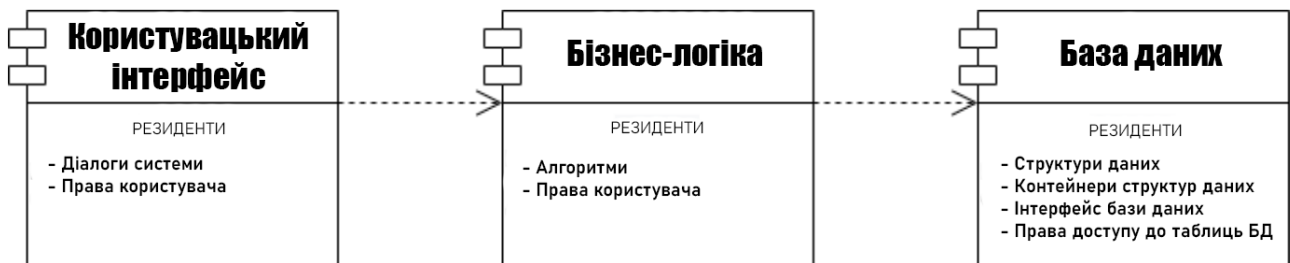 Користувацький
інтерфейс
РЕЗИДЕНТИ
- Діалоги системи
- Права користувача
Бізнес-логіка
РЕЗИДЕНТИ
- Алгоритми
- Права користувача
База даних
РЕЗИДЕНТИ
- Структури даних
- Контейнери структур даних
- Інтерфейс бази даних
- Права доступу до таблиць БД